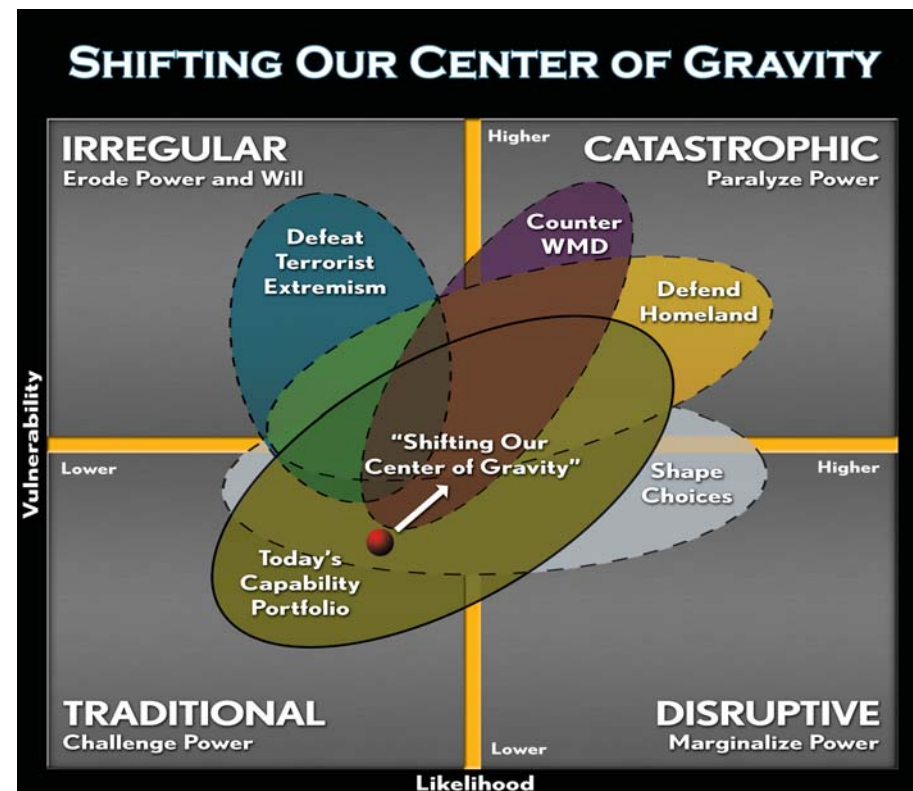 SHIFTING OUR CENTER OF GRAVITY
IRREGULAR
Erode Power and Will
Higher
CATASTROPHIC
Paralyze Power
Defeat
Terrorist
Extremism
Counter
WMD
Defend
Homeland
Vulnerability
"Shifting Our
Center of Gravity"
Lower
Higher
Shape
Choices
Today's
Capability
Portfolio
TRADITIONAL
Challenge Power
DISRUPTIVE
Marginalize Power
Lower
Likelihood